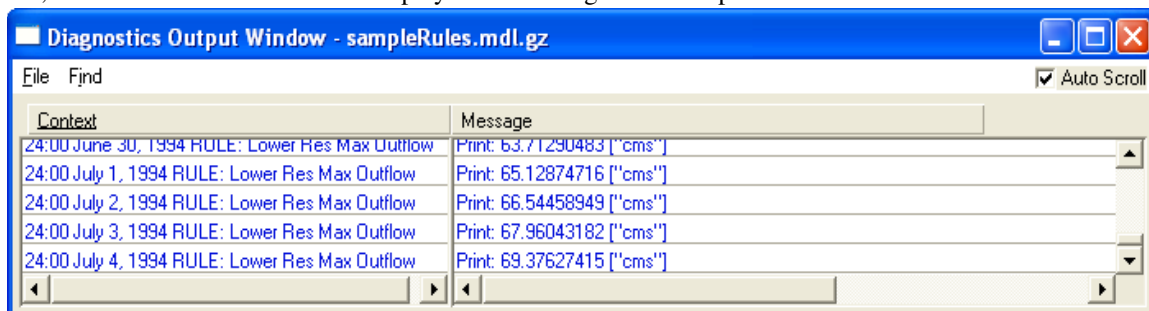 Diagnostics Output Window - sampleRules.mdl.gz
File Find Auto Scroll
Context Message
24:00 June 30, 1994 RULE: Lower Res Max Outflow Print: 63.71290483 ["cms"]
24:00 July 1, 1994 RULE: Lower Res Max Outflow Print: 65.12874716 ["cms"]
24:00 July 2, 1994 RULE: Lower Res Max Outflow Print: 66.54458949 ["cms"]
24:00 July 3, 1994 RULE: Lower Res Max Outflow Print: 67.96043182 ["cms"]
24:00 July 4, 1994 RULE: Lower Res Max Outflow Print: 69.37627415 ["cms"]